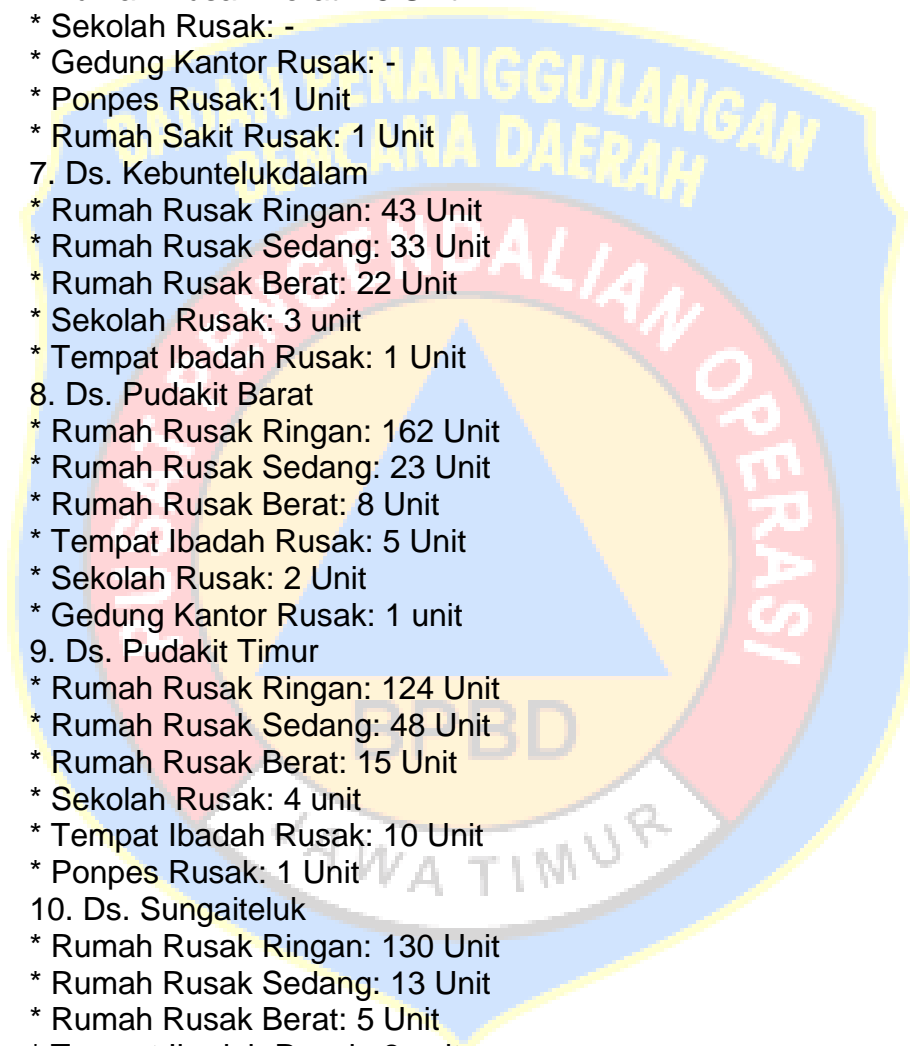 * Sekolah Rusak: -
* Gedung Kantor Rusak: -
* Ponpes Rusak:1 Unit
* Rumah Sakit Rusak: 1 Unit
7. Ds. Kebuntelukdalam
* Rumah Rusak Ringan: 43 Unit
* Rumah Rusak Sedang: 33 Unit
* Rumah Rusak Berat: 22 Unit
* Sekolah Rusak: 3 unit
* Tempat Ibadah Rusak: 1 Unit
8. Ds. Pudakit Barat
* Rumah Rusak Ringan: 162 Unit
* Rumah Rusak Sedang: 23 Unit
* Rumah Rusak Berat: 8 Unit
* Tempat Ibadah Rusak: 5 Unit
* Sekolah Rusak: 2 Unit
* Gedung Kantor Rusak: 1 unit
9. Ds. Pudakit Timur
* Rumah Rusak Ringan: 124 Unit
* Rumah Rusak Sedang: 48 Unit
* Rumah Rusak Berat: 15 Unit
* Sekolah Rusak: 4 unit
* Tempat Ibadah Rusak: 10 Unit
* Ponpes Rusak: 1 Unit
10. Ds. Sungaiteluk
* Rumah Rusak Ringan: 130 Unit
* Rumah Rusak Sedang: 13 Unit
* Rumah Rusak Berat: 5 Unit
BADAN PENANGGULANGAN
BENCANA DAERAH
PUSAT PENGENDALIAN OPERASI
BPBD
JAWA TIMUR